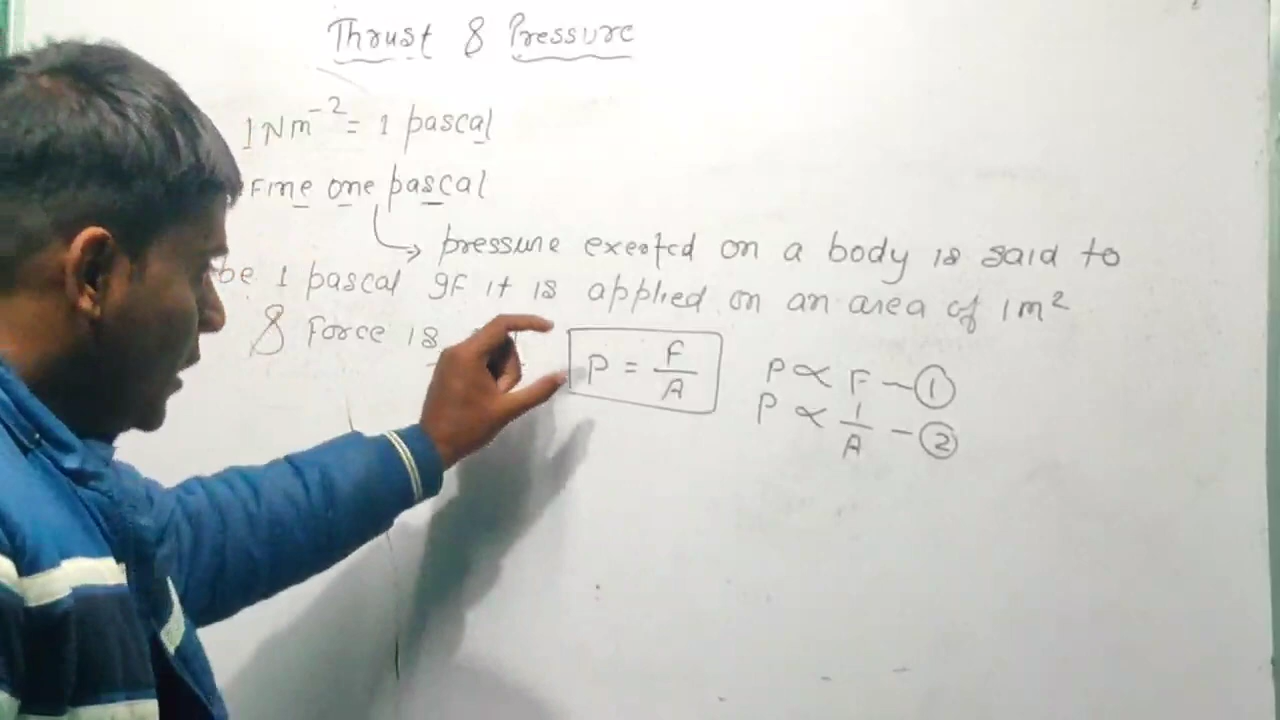 Thrust & Pressure
1Nm⁻² = 1 pascal
Fine one pascal
→ pressure exerted on a body is said to
be 1 pascal If it is applied on an area of 1m²
& Force is
P = F/A
P ∝ F — ①
P ∝ 1/A — ②